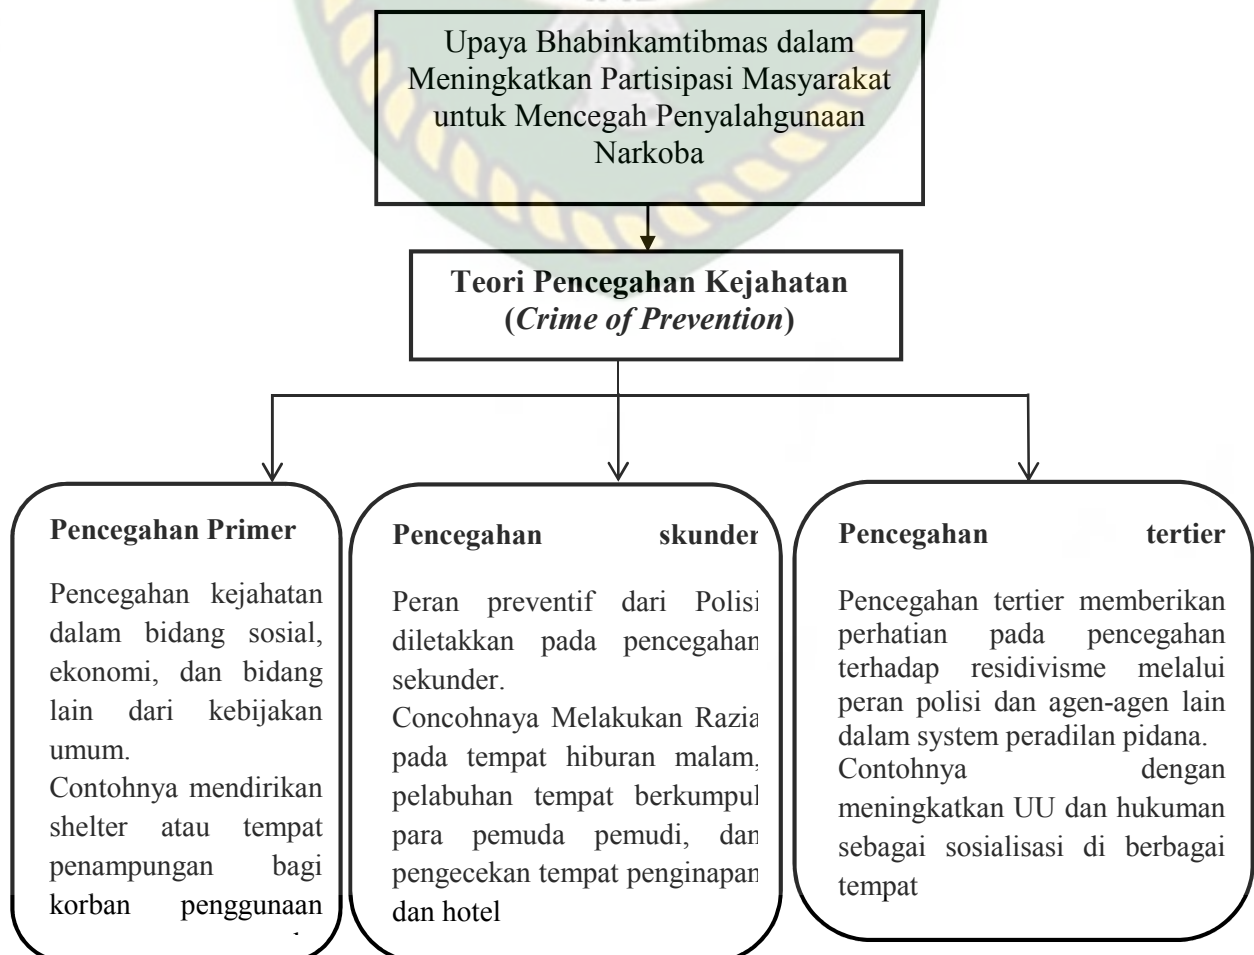 Upaya Bhabinkamtibmas dalam
Meningkatkan Partisipasi Masyarakat
untuk Mencegah Penyalahgunaan
Narkoba
Teori Pencegahan Kejahatan
(Crime of Prevention)
Pencegahan Primer
Pencegahan kejahatan
dalam bidang sosial,
ekonomi, dan bidang
lain dari kebijakan
umum.
Contohnya mendirikan
shelter atau tempat
penampungan bagi
korban penggunaan
Pencegahan skunder
Peran preventif dari Polisi
diletakkan pada pencegahan
sekunder.
Concohnaya Melakukan Razia
pada tempat hiburan malam,
pelabuhan tempat berkumpul
para pemuda pemudi, dan
pengecekan tempat penginapan
dan hotel
Pencegahan tertier
Pencegahan tertier memberikan
perhatian pada pencegahan
terhadap residivisme melalui
peran polisi dan agen-agen lain
dalam system peradilan pidana.
Contohnya dengan
meningkatkan UU dan hukuman
sebagai sosialisasi di berbagai
tempat